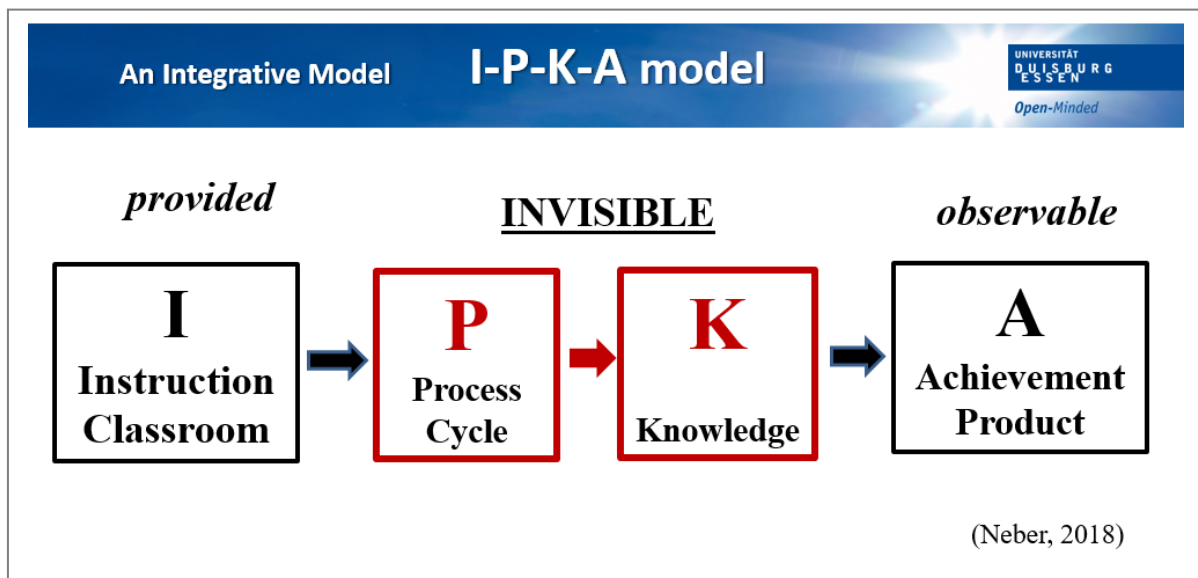 An Integrative Model I-P-K-A model
UNIVERSITÄT
DUISBURG
ESSEN
Open-Minded
provided
INVISIBLE
observable
I
Instruction
Classroom
P
Process
Cycle
K
Knowledge
A
Achievement
Product
(Neber, 2018)